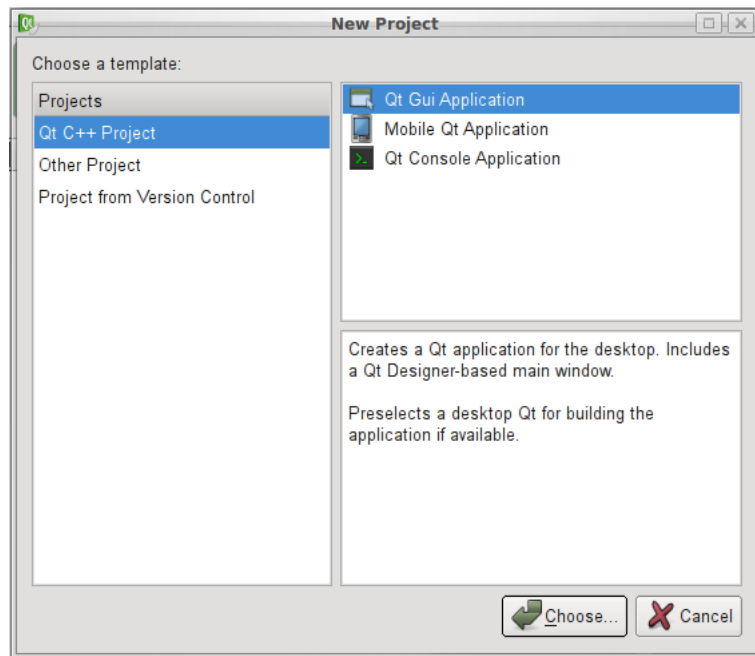 New Project
Choose a template:
Projects
Qt C++ Project
Other Project
Project from Version Control
Qt Gui Application
Mobile Qt Application
Qt Console Application
Creates a Qt application for the desktop. Includes
a Qt Designer-based main window.
Preselects a desktop Qt for building the
application if available.
Choose...
Cancel